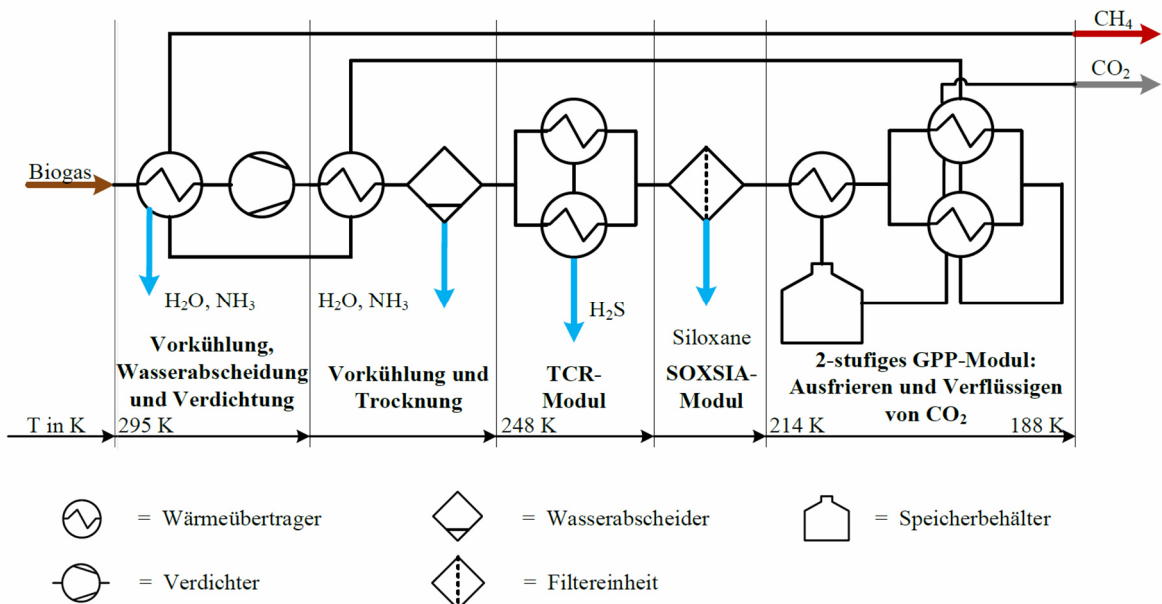 CH₄
CO₂
Biogas
H₂O, NH₃
H₂O, NH₃
H₂S
Siloxane
Vorkühlung,
Wasserabscheidung
und Verdichtung
Vorkühlung und
Trocknung
TCR-
Modul
SOXSIA-
Modul
2-stufiges GPP-Modul:
Ausfrieren und Verflüssigen
von CO₂
T in K
295 K
248 K
214 K
188 K
= Wärmeübertrager
= Wasserabscheider
= Speicherbehälter
= Verdichter
= Filtereinheit